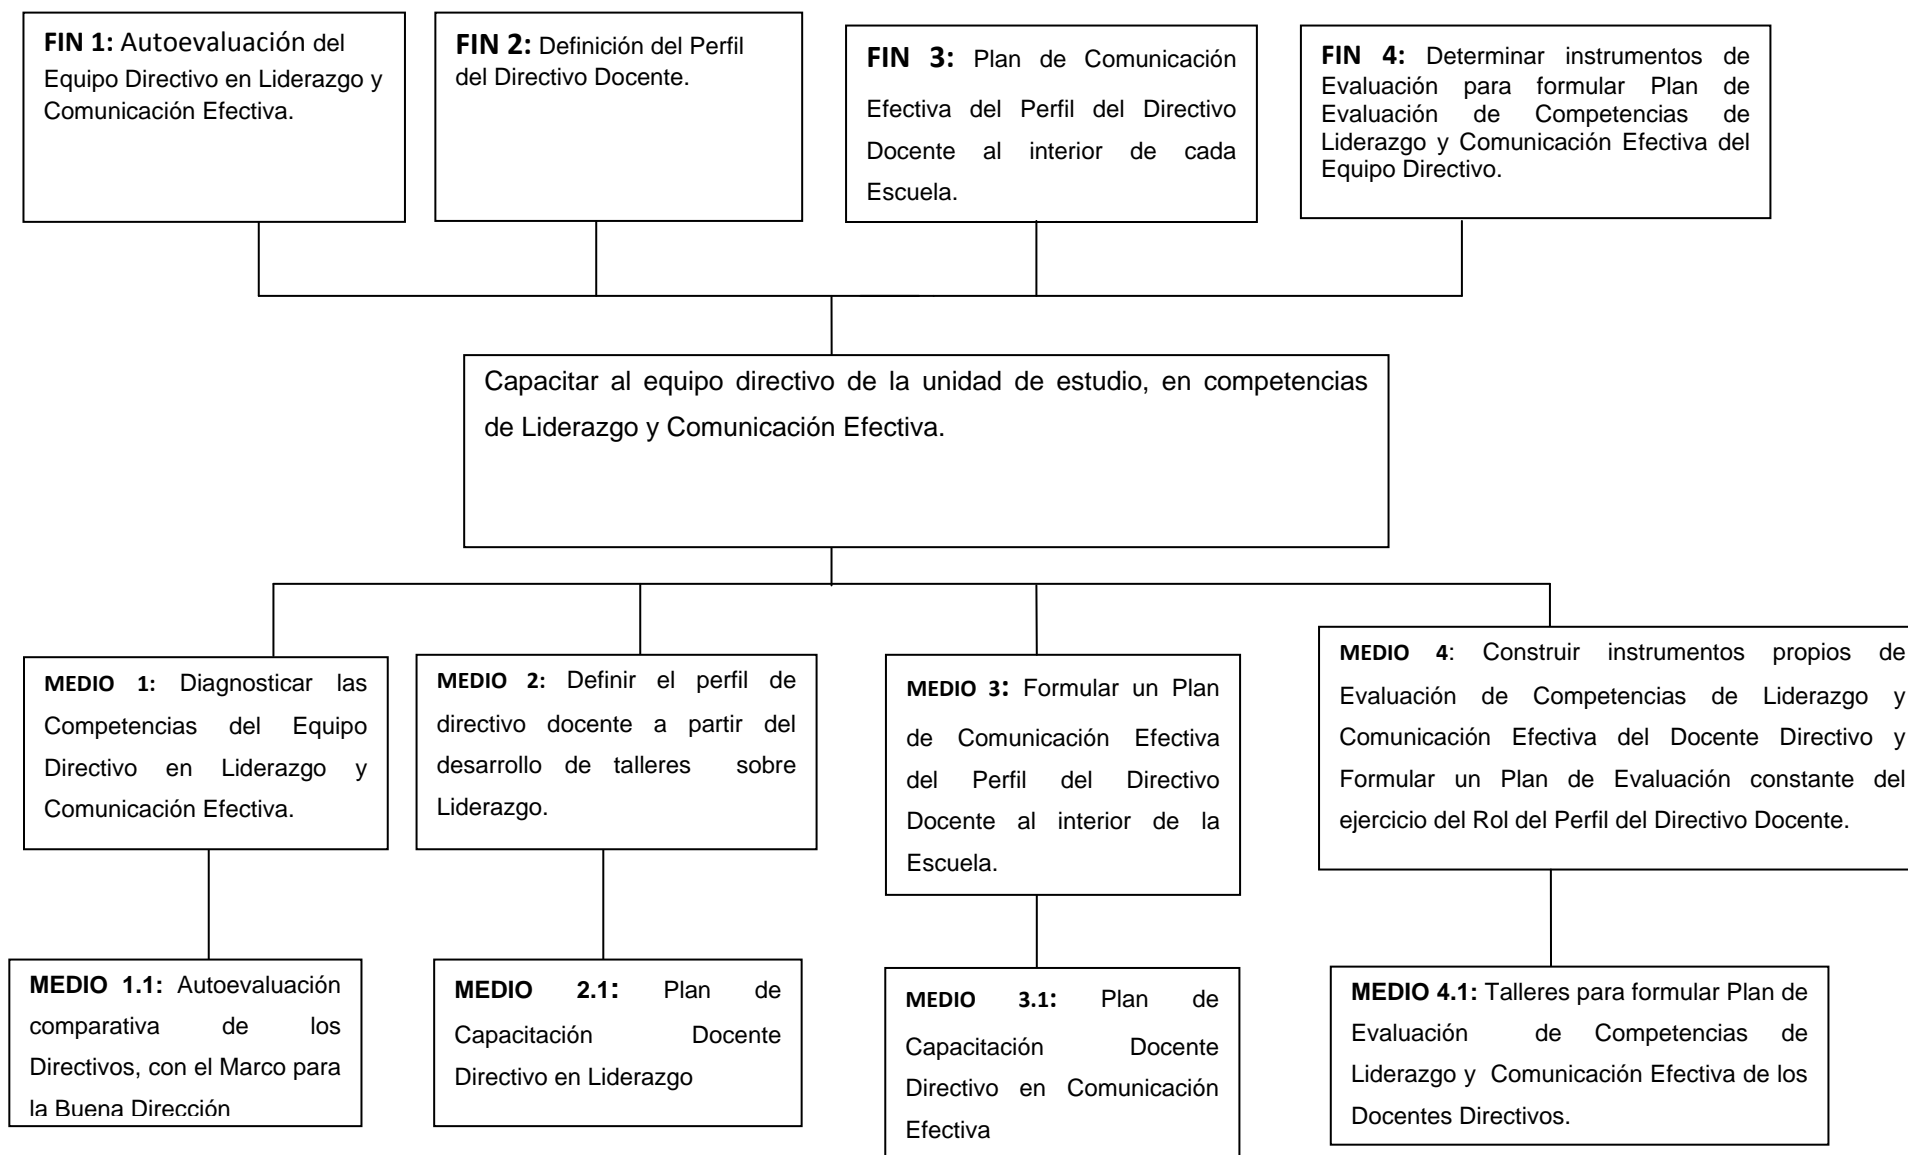 FIN 1: Autoevaluación del
Equipo Directivo en Liderazgo y
Comunicación Efectiva.
FIN 2: Definición del Perfil
del Directivo Docente.
FIN 3: Plan de Comunicación
Efectiva del Perfil del Directivo
Docente al interior de cada
Escuela.
FIN 4: Determinar instrumentos de
Evaluación para formular Plan de
Evaluación de Competencias de
Liderazgo y Comunicación Efectiva del
Equipo Directivo.
Capacitar al equipo directivo de la unidad de estudio, en competencias
de Liderazgo y Comunicación Efectiva.
MEDIO 1: Diagnosticar las
Competencias del Equipo
Directivo en Liderazgo y
Comunicación Efectiva.
MEDIO 2: Definir el perfil de
directivo docente a partir del
desarrollo de talleres sobre
Liderazgo.
MEDIO 3: Formular un Plan
de Comunicación Efectiva
del Perfil del Directivo
Docente al interior de la
Escuela.
MEDIO 4: Construir instrumentos propios de
Evaluación de Competencias de Liderazgo y
Comunicación Efectiva del Docente Directivo y
Formular un Plan de Evaluación constante del
ejercicio del Rol del Perfil del Directivo Docente.
MEDIO 1.1: Autoevaluación
comparativa de los
Directivos, con el Marco para
la Buena Dirección
MEDIO 2.1: Plan de
Capacitación Docente
Directivo en Liderazgo
MEDIO 3.1: Plan de
Capacitación Docente
Directivo en Comunicación
Efectiva
MEDIO 4.1: Talleres para formular Plan de
Evaluación de Competencias de
Liderazgo y Comunicación Efectiva de los
Docentes Directivos.